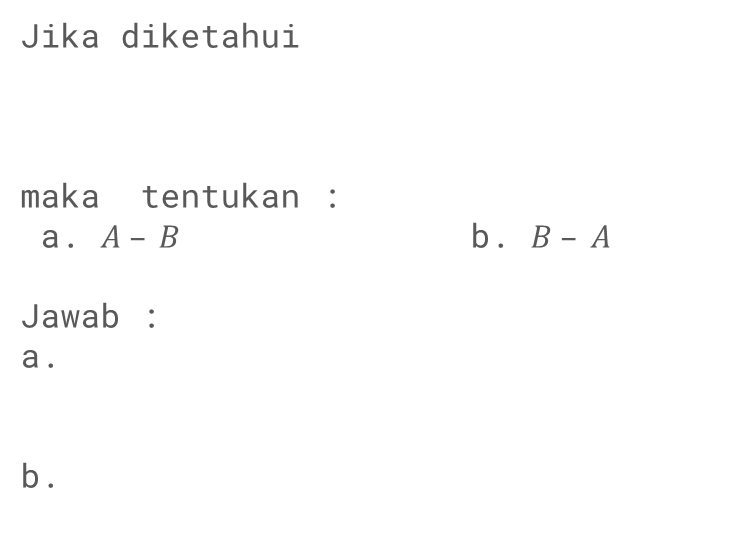 Jika diketahui
maka tentukan :
a. A – B b. B – A
Jawab :
a.
b.